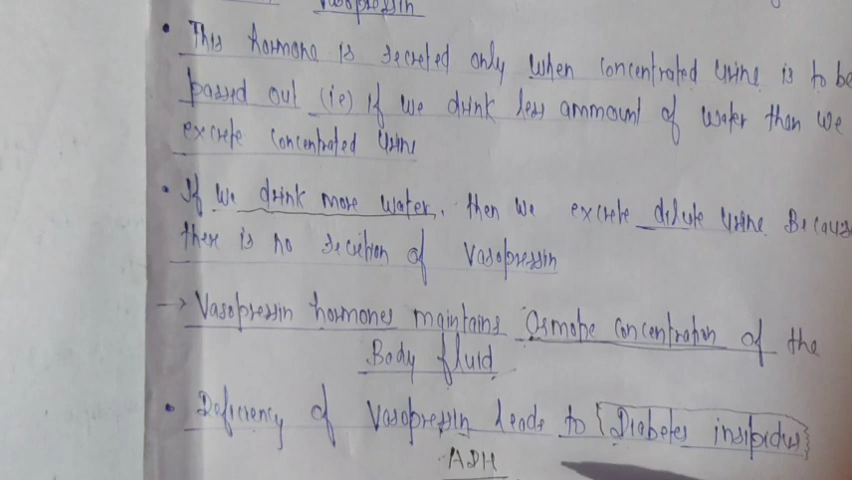 Vasopressin
• This hormone is secreted only when concentrated urine is to be
passed out (ie) if we drink less ammount of water than we
excrete concentrated urine
• If we drink more water, then we excrete dilute urine Because
there is no secretion of Vasopressin
→ Vasopressin hormones maintains Osmotic concentration of the
Body fluid
• Deficiency of Vasopressin leads to {Diabetes insipidus}
ADH